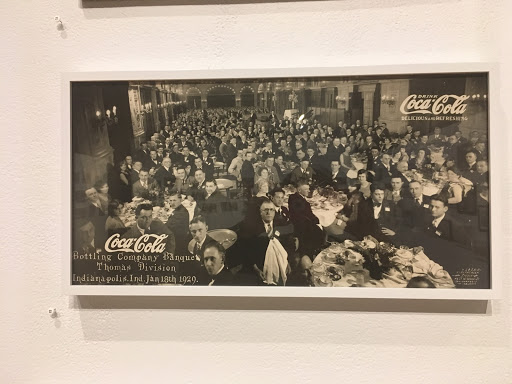 DRINK
Coca-Cola
DELICIOUS AND REFRESHING
Coca-Cola
Bottling Company Banquet
Thomas Division
Indianapolis, Ind. Jan 18th 1929.